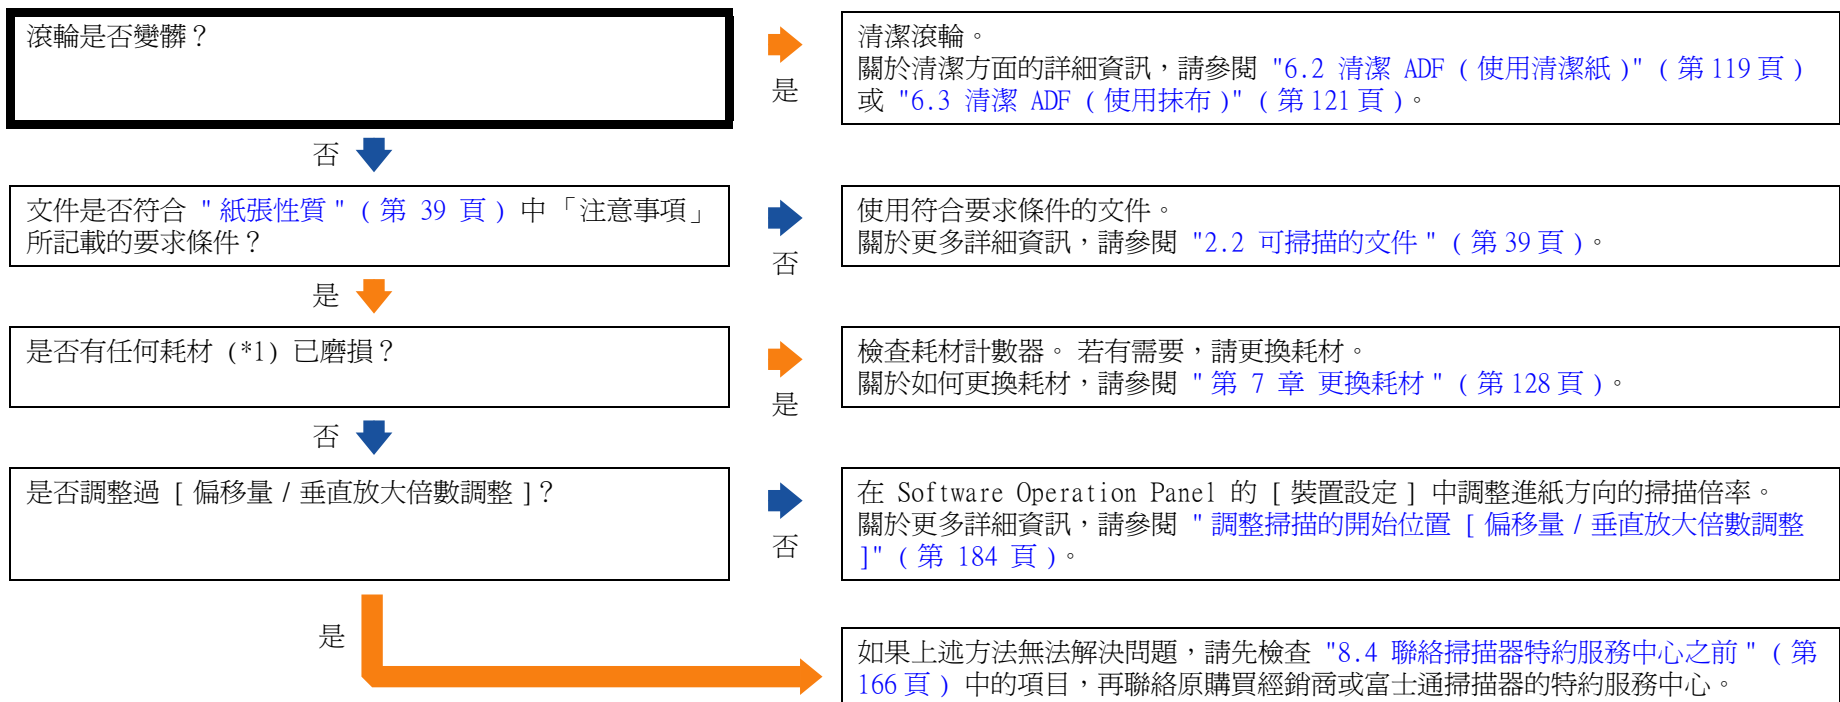 滾輪是否變髒？
是
清潔滾輪。
關於清潔方面的詳細資訊，請參閱 "6.2 清潔 ADF ( 使用清潔紙 )" ( 第 119 頁 )
或 "6.3 清潔 ADF ( 使用抹布 )" ( 第 121 頁 )。
否
文件是否符合 " 紙張性質 " ( 第 39 頁 ) 中「注意事項」
所記載的要求條件？
否
使用符合要求條件的文件。
關於更多詳細資訊，請參閱 "2.2 可掃描的文件 " ( 第 39 頁 )。
是
是否有任何耗材 (*1) 已磨損？
是
檢查耗材計數器。 若有需要，請更換耗材。
關於如何更換耗材，請參閱 " 第 7 章 更換耗材 " ( 第 128 頁 )。
否
是否調整過 [ 偏移量 / 垂直放大倍數調整 ]？
否
在 Software Operation Panel 的 [ 裝置設定 ] 中調整進紙方向的掃描倍率。
關於更多詳細資訊，請參閱 " 調整掃描的開始位置 [ 偏移量 / 垂直放大倍數調整
]" ( 第 184 頁 )。
是
如果上述方法無法解決問題，請先檢查 "8.4 聯絡掃描器特約服務中心之前 " ( 第
166 頁 ) 中的項目，再聯絡原購買經銷商或富士通掃描器的特約服務中心。